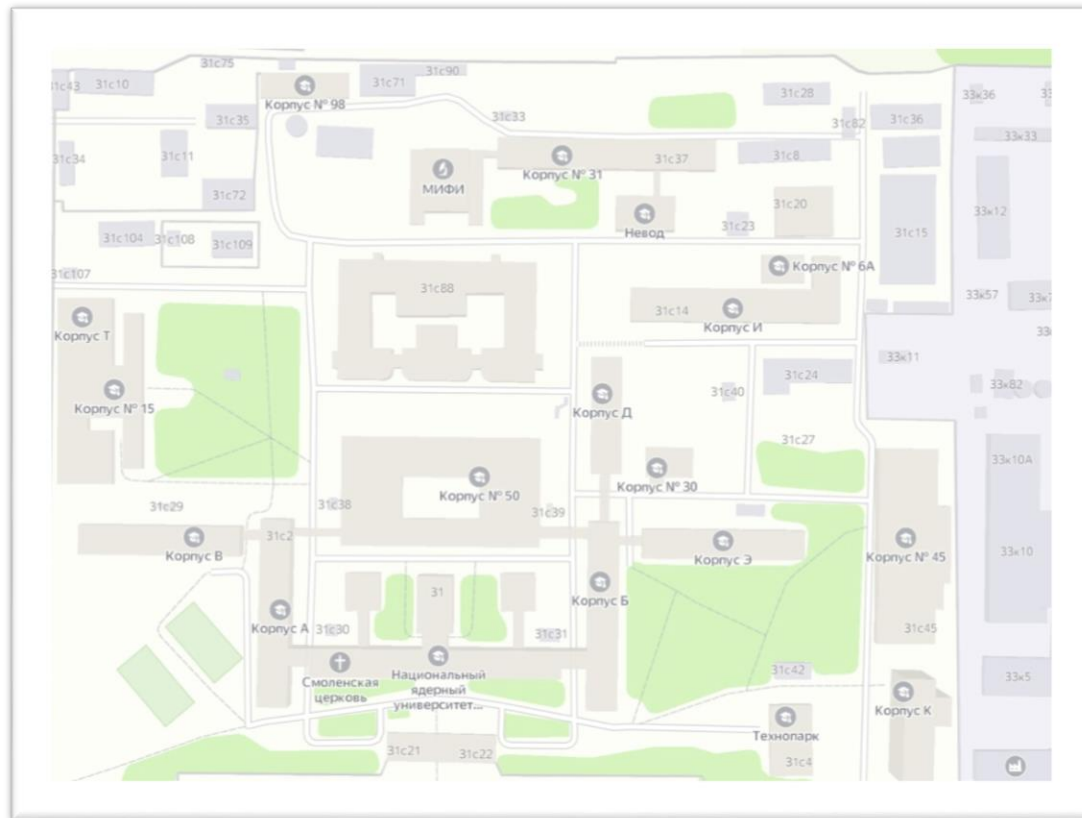 31с75
31с90
31с43
31с10
31с71
31с28
33к36
Корпус № 98
31с35
31с33
31с82
31с36
33к33
31с34
31с11
МИФИ
Корпус № 31
31с37
31с8
31с72
31с20
33к12
31с104
31с108
31с109
Невод
31с23
31с15
31с107
31с88
Корпус № 6А
33к57
Корпус Т
31с14
Корпус И
33к11
31с24
33к82
Корпус № 15
Корпус Д
31с40
31с27
33к10А
31с29
31с38
Корпус № 50
31с39
Корпус № 30
Корпус В
31с2
Корпус Э
Корпус № 45
33к10
Корпус А
31с30
31
31с31
Корпус Б
31с45
Смоленская
церковь
Национальный
ядерный
университет...
31с42
33к5
Корпус К
Технопарк
31с21
31с22
31с4